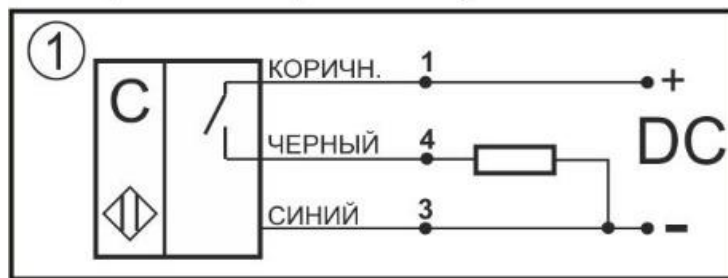 1
C
КОРИЧН. 1 +
ЧЕРНЫЙ 4 DC
СИНИЙ 3 -